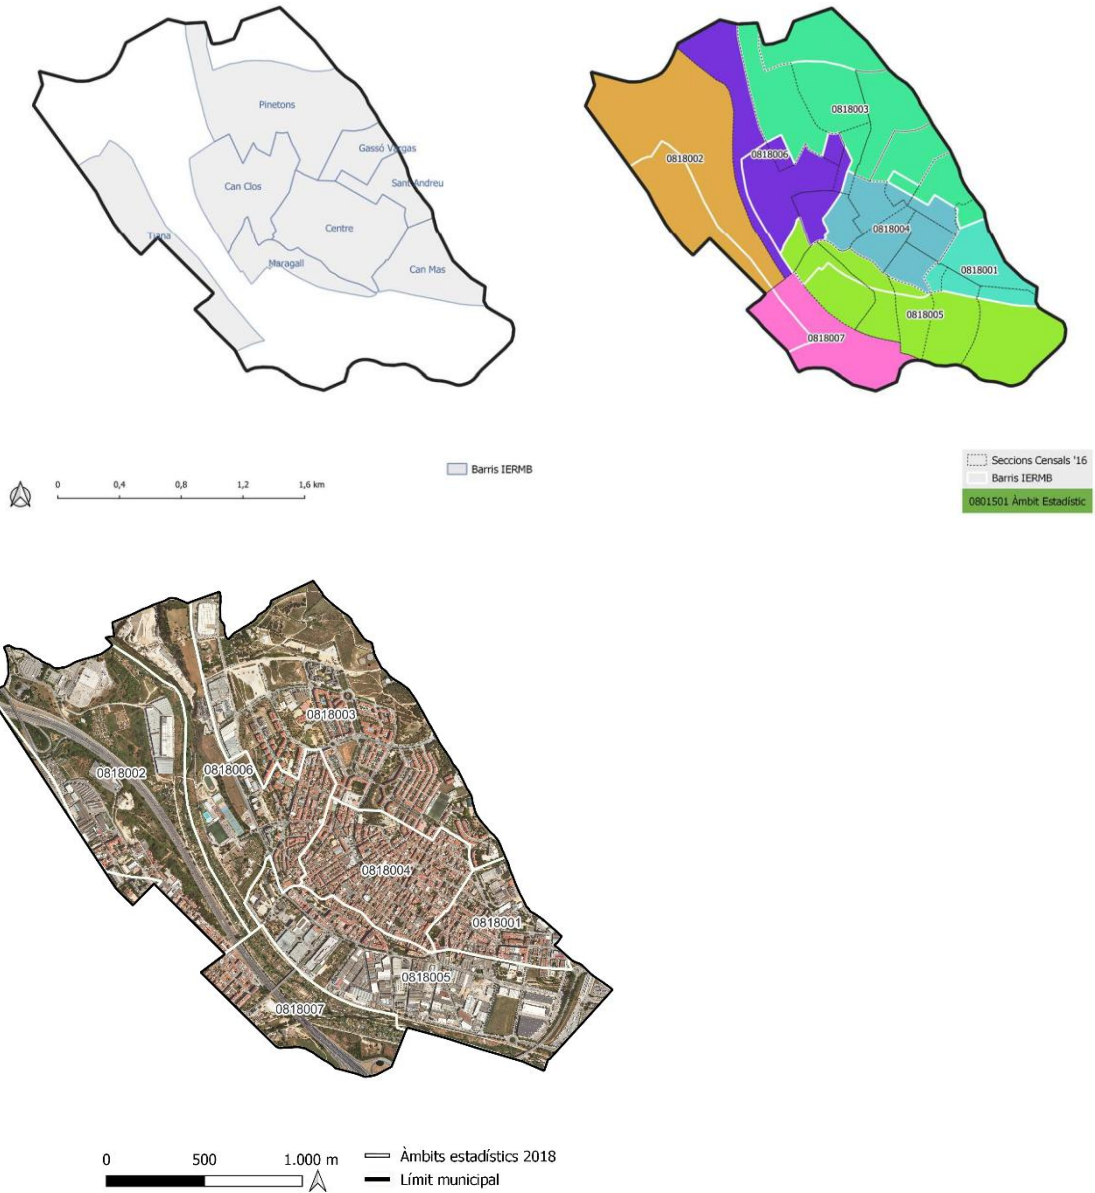 Pinetons
Gassó Vargas
Can Clos
Sant Andreu
Centre
Tiana
Maragall
Can Mas
0818003
0818006
0818002
0818004
0818001
0818005
0818007
Barris IERMB
0 0,4 0,8 1,2 1,6 km
Seccions Censals '16
Barris IERMB
0801501 Àmbit Estadístic
0818003
0818002
0818006
0818004
0818001
0818005
0818007
0 500 1.000 m
Àmbits estadístics 2018
Límit municipal